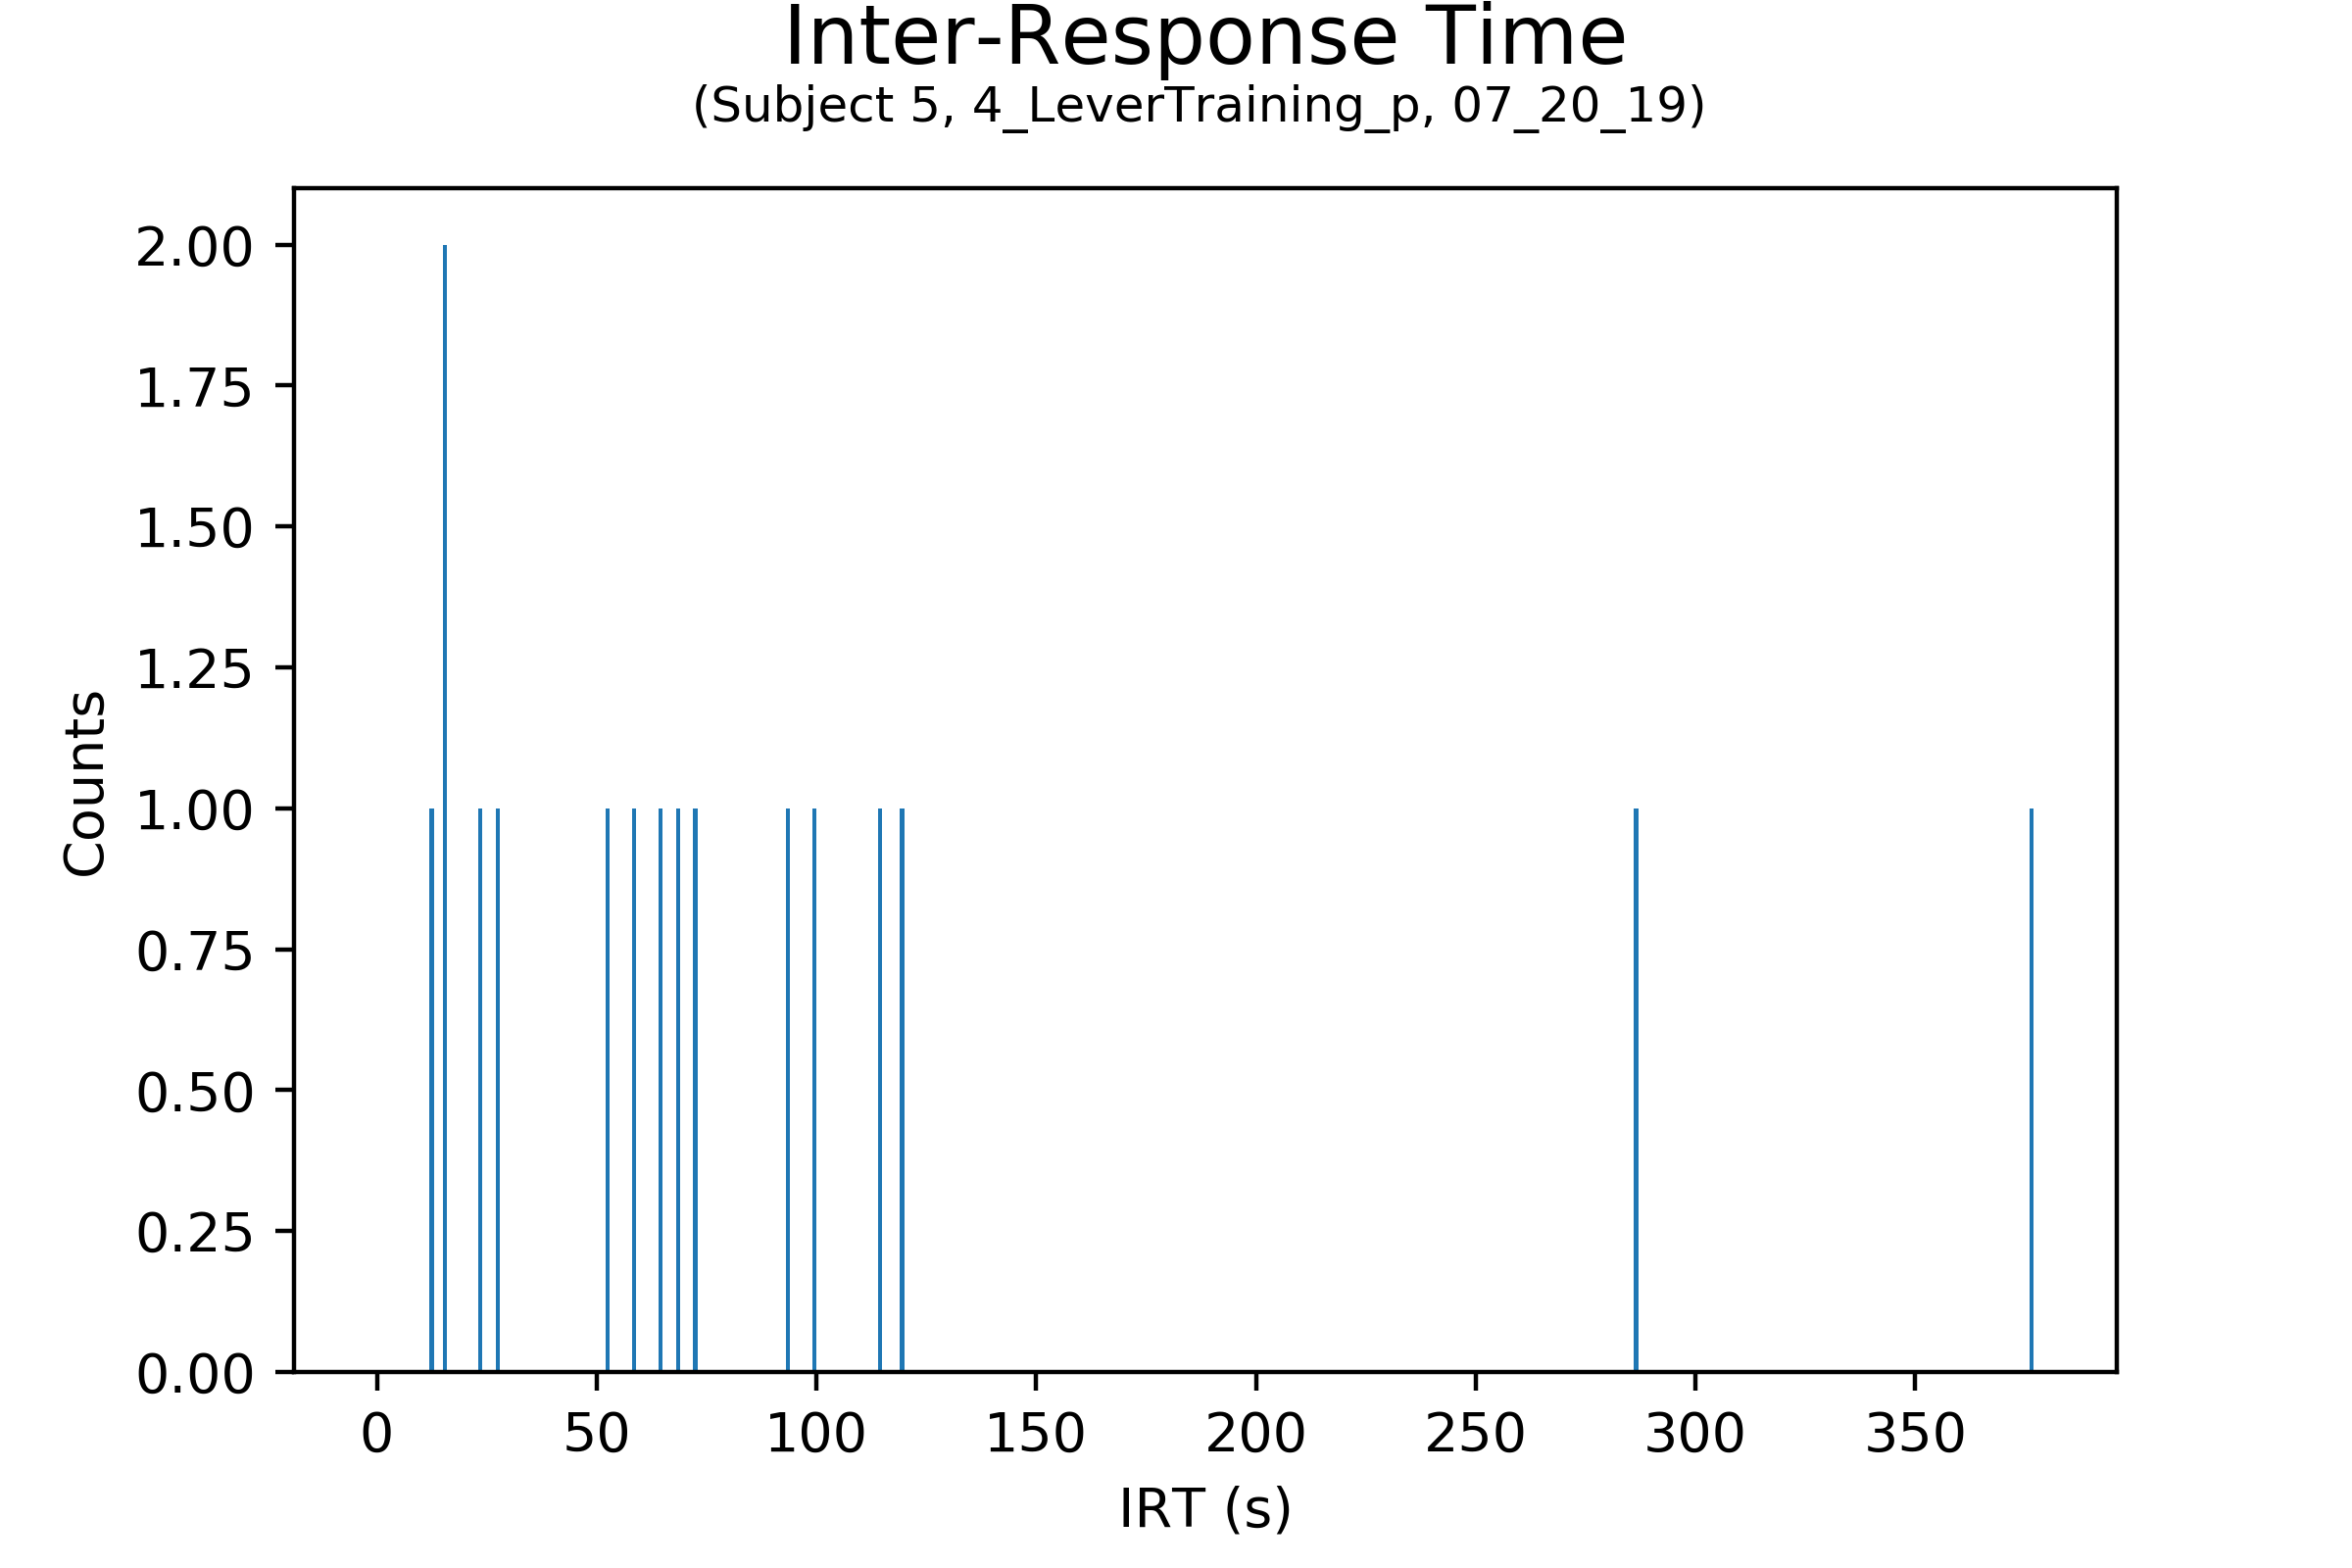 Inter-Response Time
(Subject 5, 4_LeverTraining_p, 07_20_19)
2.00
1.75
1.50
1.25
1.00
0.75
0.50
0.25
0.00
Counts
0 50 100 150 200 250 300 350
IRT (s)